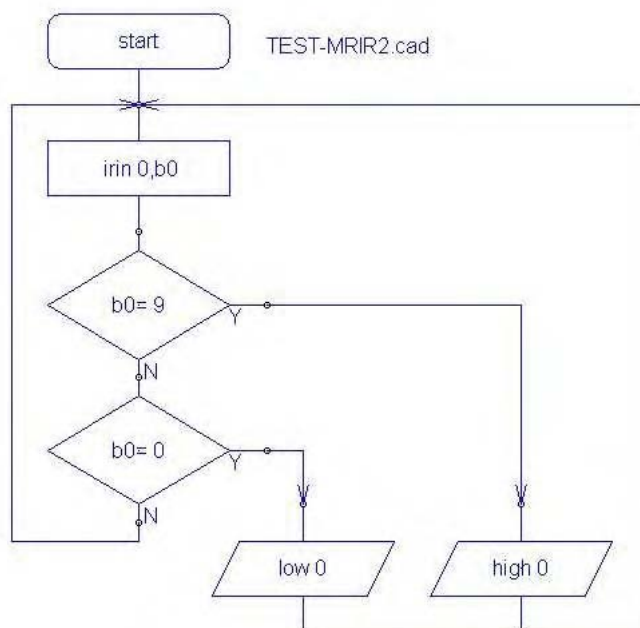 start
TEST-MRIR2.cad
irin 0,b0
b0= 9
Y
N
b0= 0
Y
N
low 0
high 0